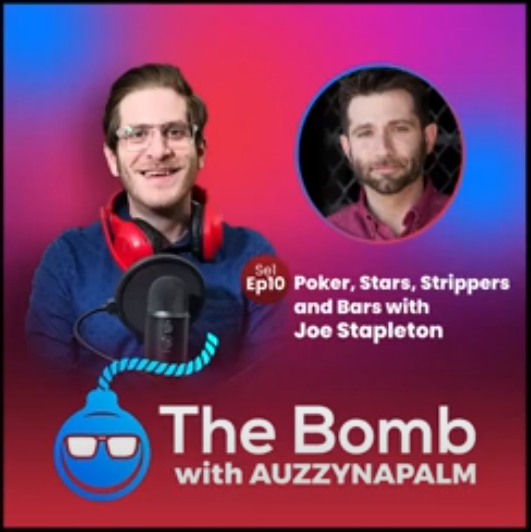 Se1
Ep10
Poker, Stars, Strippers
and Bars with
Joe Stapleton
The Bomb
with AUZZYNAPALM